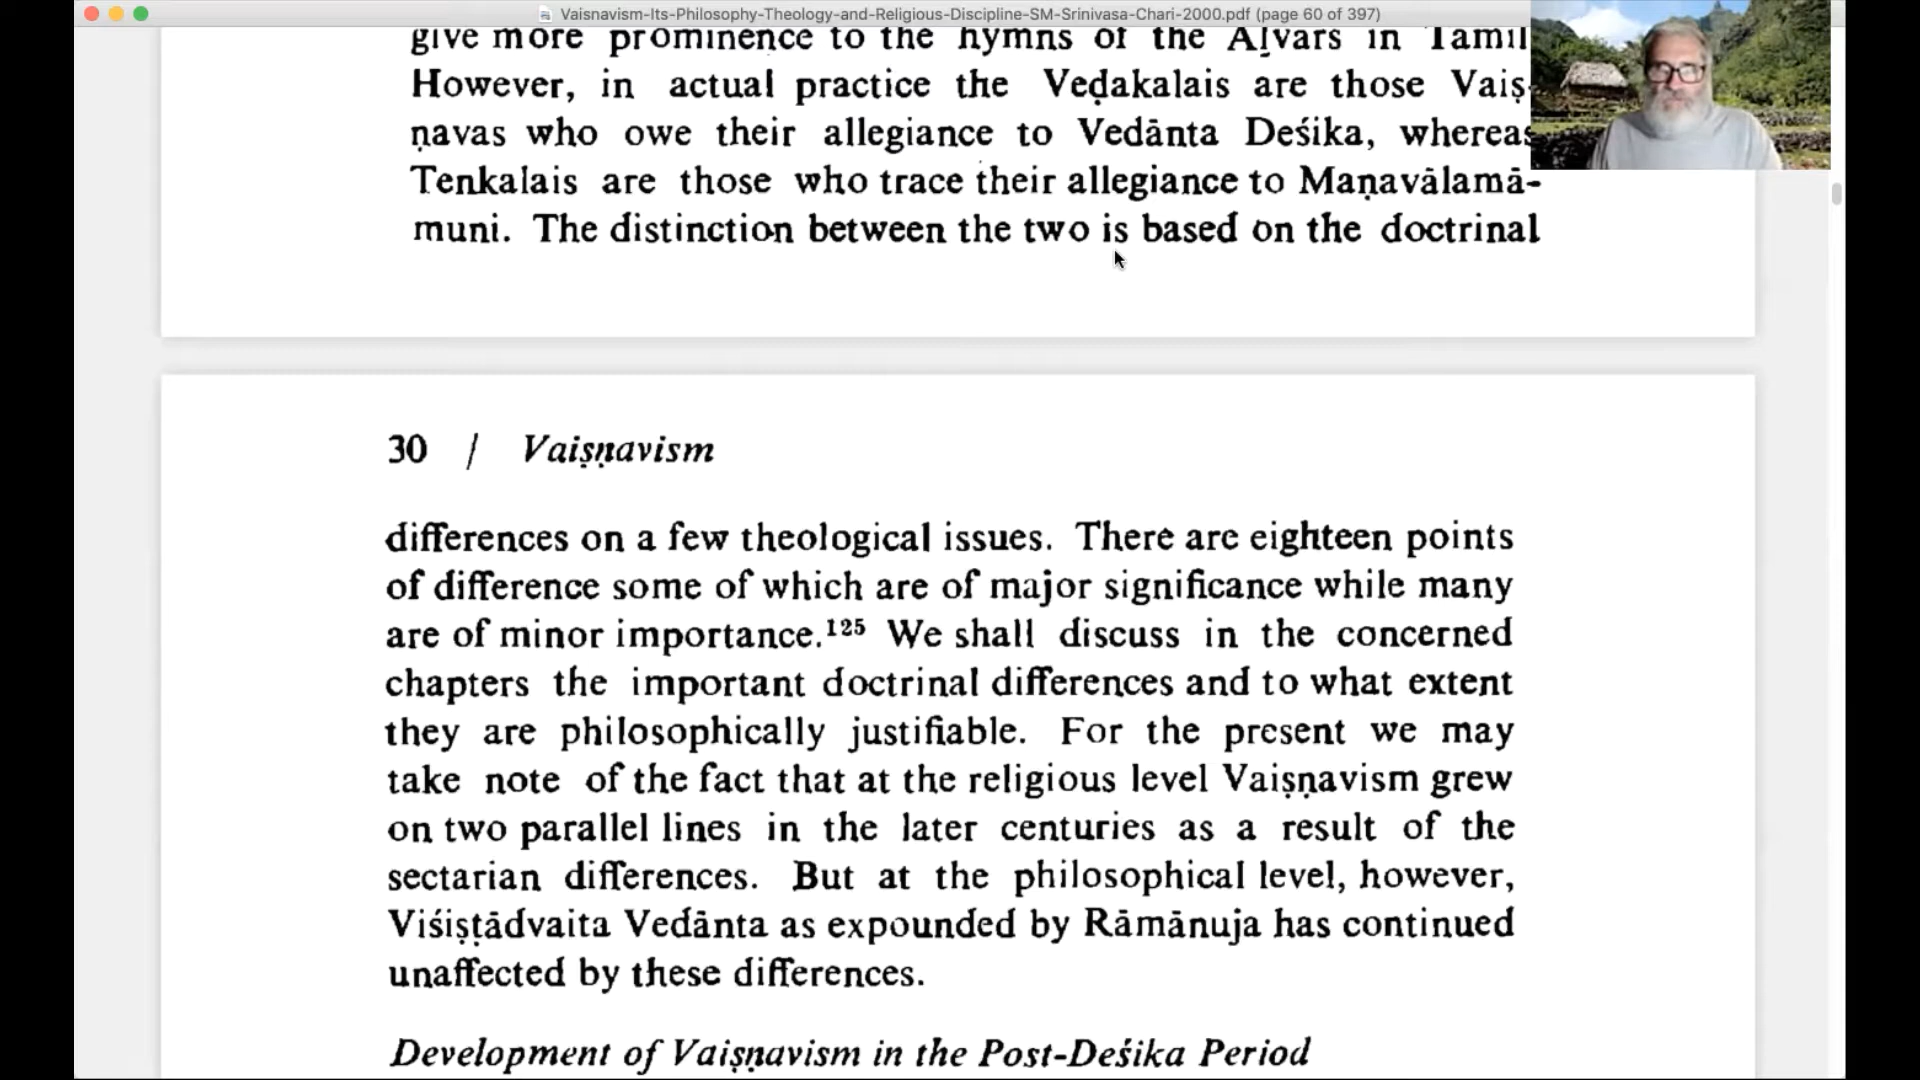 Vaisnavism-Its-Philosophy-Theology-and-Religious-Discipline-SM-Srinivasa-Chari-2000.pdf (page 60 of 397)
give more prominence to the hymns of the Āḷvārs in Tamil
However, in actual practice the Veḍakalais are those Vaiṣ-
ṇavas who owe their allegiance to Vedānta Deśika, whereas
Tenkalais are those who trace their allegiance to Maṇavālamā-
muni. The distinction between the two is based on the doctrinal
30 / Vaiṣṇavism
differences on a few theological issues. There are eighteen points
of difference some of which are of major significance while many
are of minor importance.¹²⁵ We shall discuss in the concerned
chapters the important doctrinal differences and to what extent
they are philosophically justifiable. For the present we may
take note of the fact that at the religious level Vaiṣṇavism grew
on two parallel lines in the later centuries as a result of the
sectarian differences. But at the philosophical level, however,
Viśiṣṭādvaita Vedānta as expounded by Rāmānuja has continued
unaffected by these differences.
Development of Vaiṣṇavism in the Post-Deśika Period